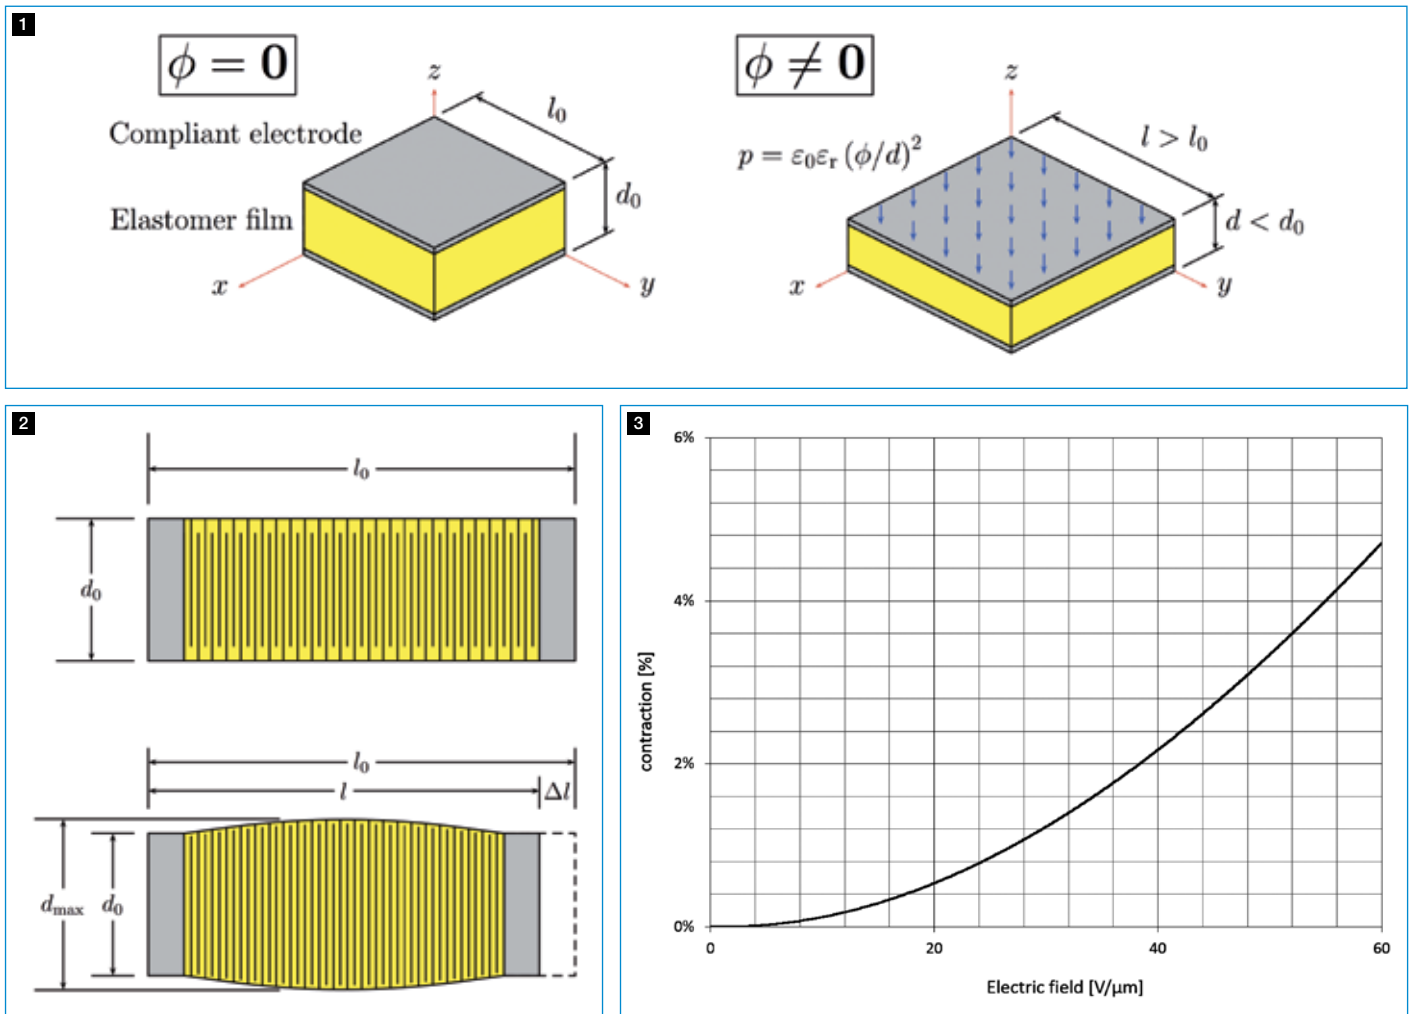 1
ϕ = 0
ϕ ≠ 0
z
l₀
Compliant electrode
d₀
Elastomer film
x
y
z
l > l₀
p = ε₀εᵣ (ϕ/d)²
d < d₀
x
y
2
l₀
d₀
l₀
l
Δl
dₘₐₓ
d₀
3
6%
4%
2%
0%
contraction [%]
0
20
40
60
Electric field [V/μm]